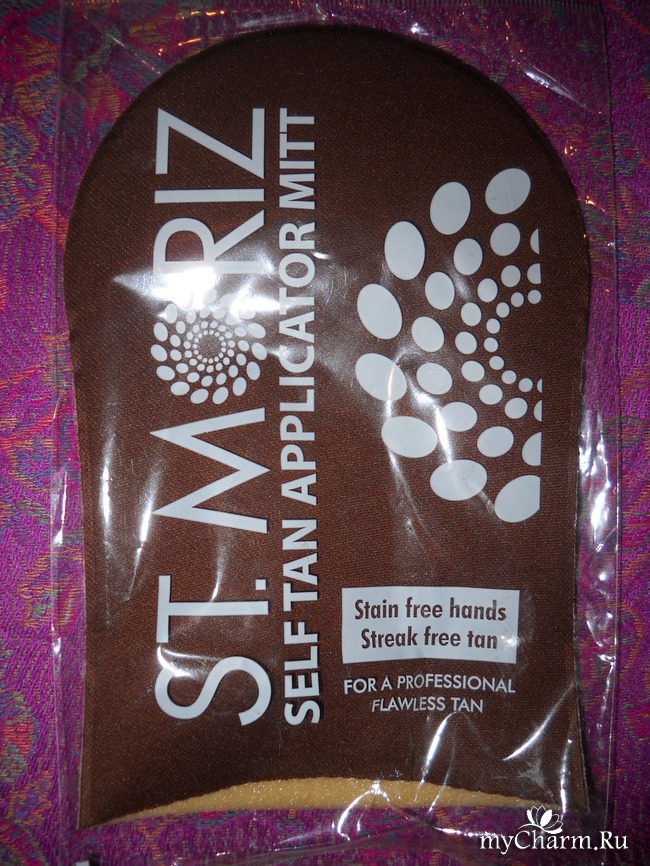 ST. MORIZ
SELF TAN APPLICATOR MITT
Stain free hands
Streak free tan
FOR A PROFESSIONAL
FLAWLESS TAN
myCharm.Ru